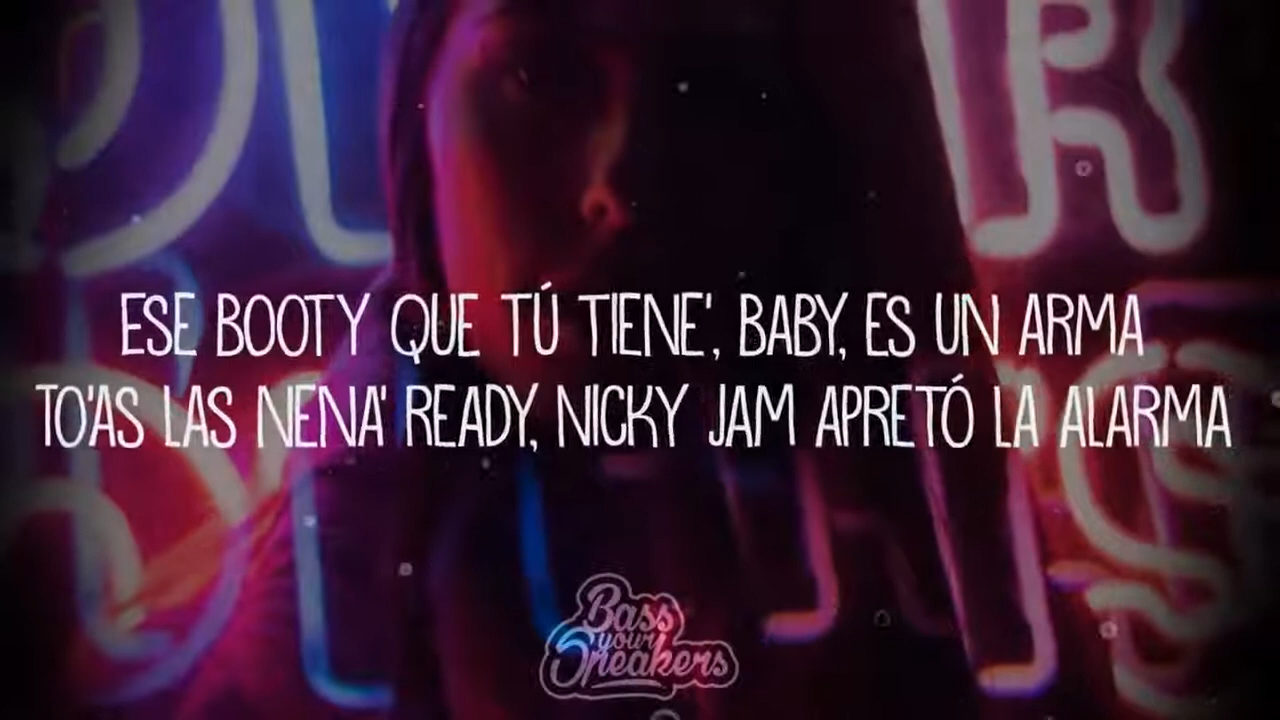 ESE BOOTY QUE TÚ TIENE', BABY, ES UN ARMA
TO'AS LAS NENA' READY, NICKY JAM APRETÓ LA ALARMA
Bass
your
Sneakers